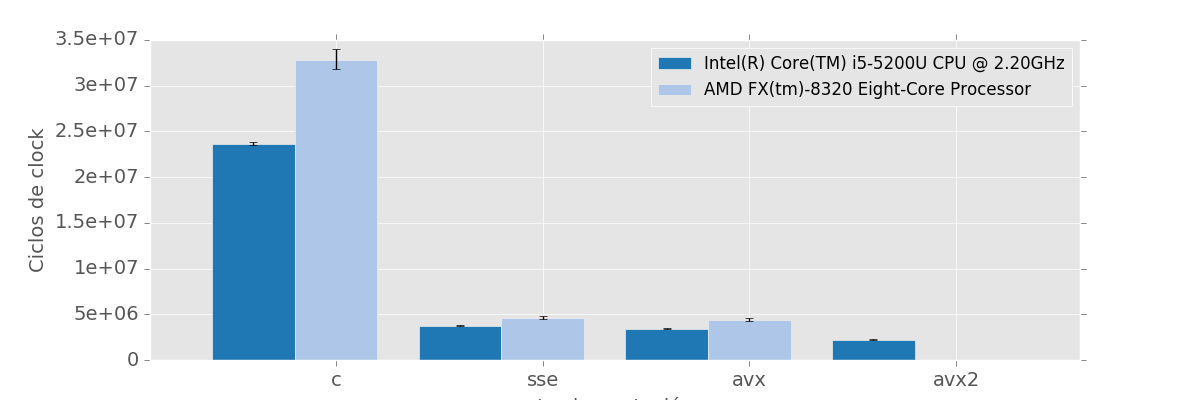 3.5e+07
3e+07
2.5e+07
2e+07
1.5e+07
1e+07
5e+06
0
Ciclos de clock
Intel(R) Core(TM) i5-5200U CPU @ 2.20GHz
AMD FX(tm)-8320 Eight-Core Processor
c sse avx avx2